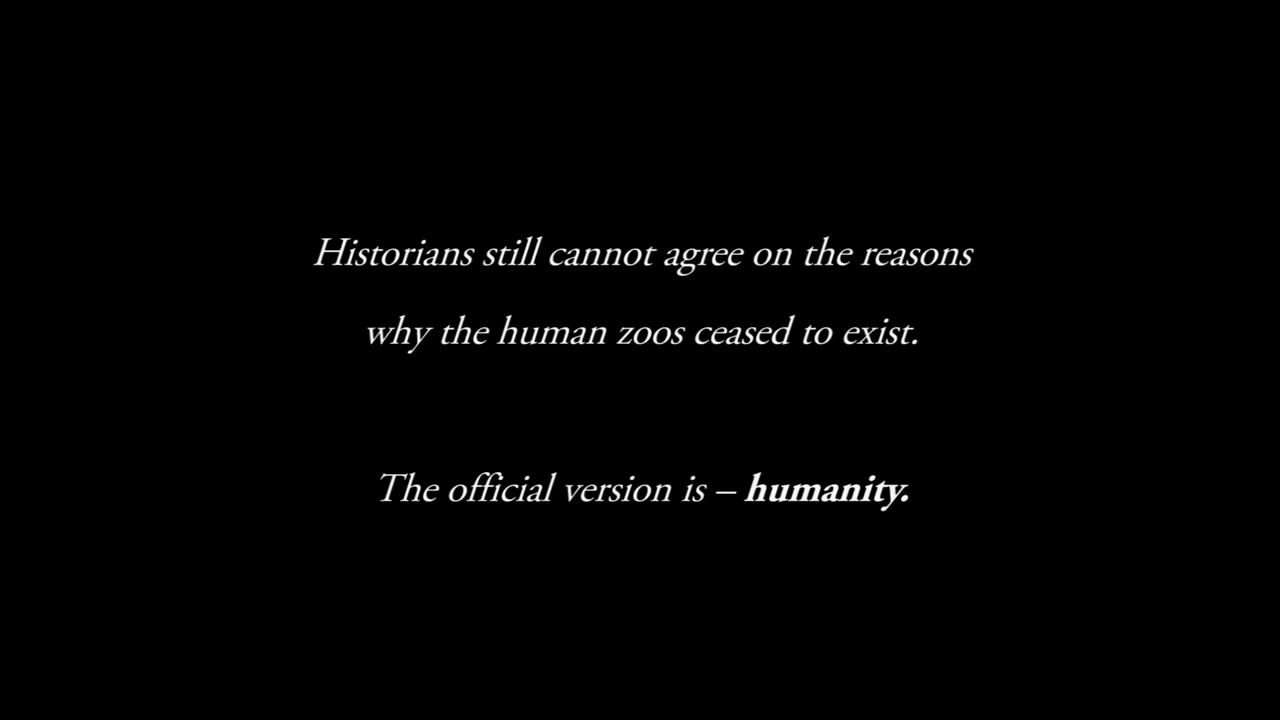 Historians still cannot agree on the reasons
why the human zoos ceased to exist.
The official version is – humanity.